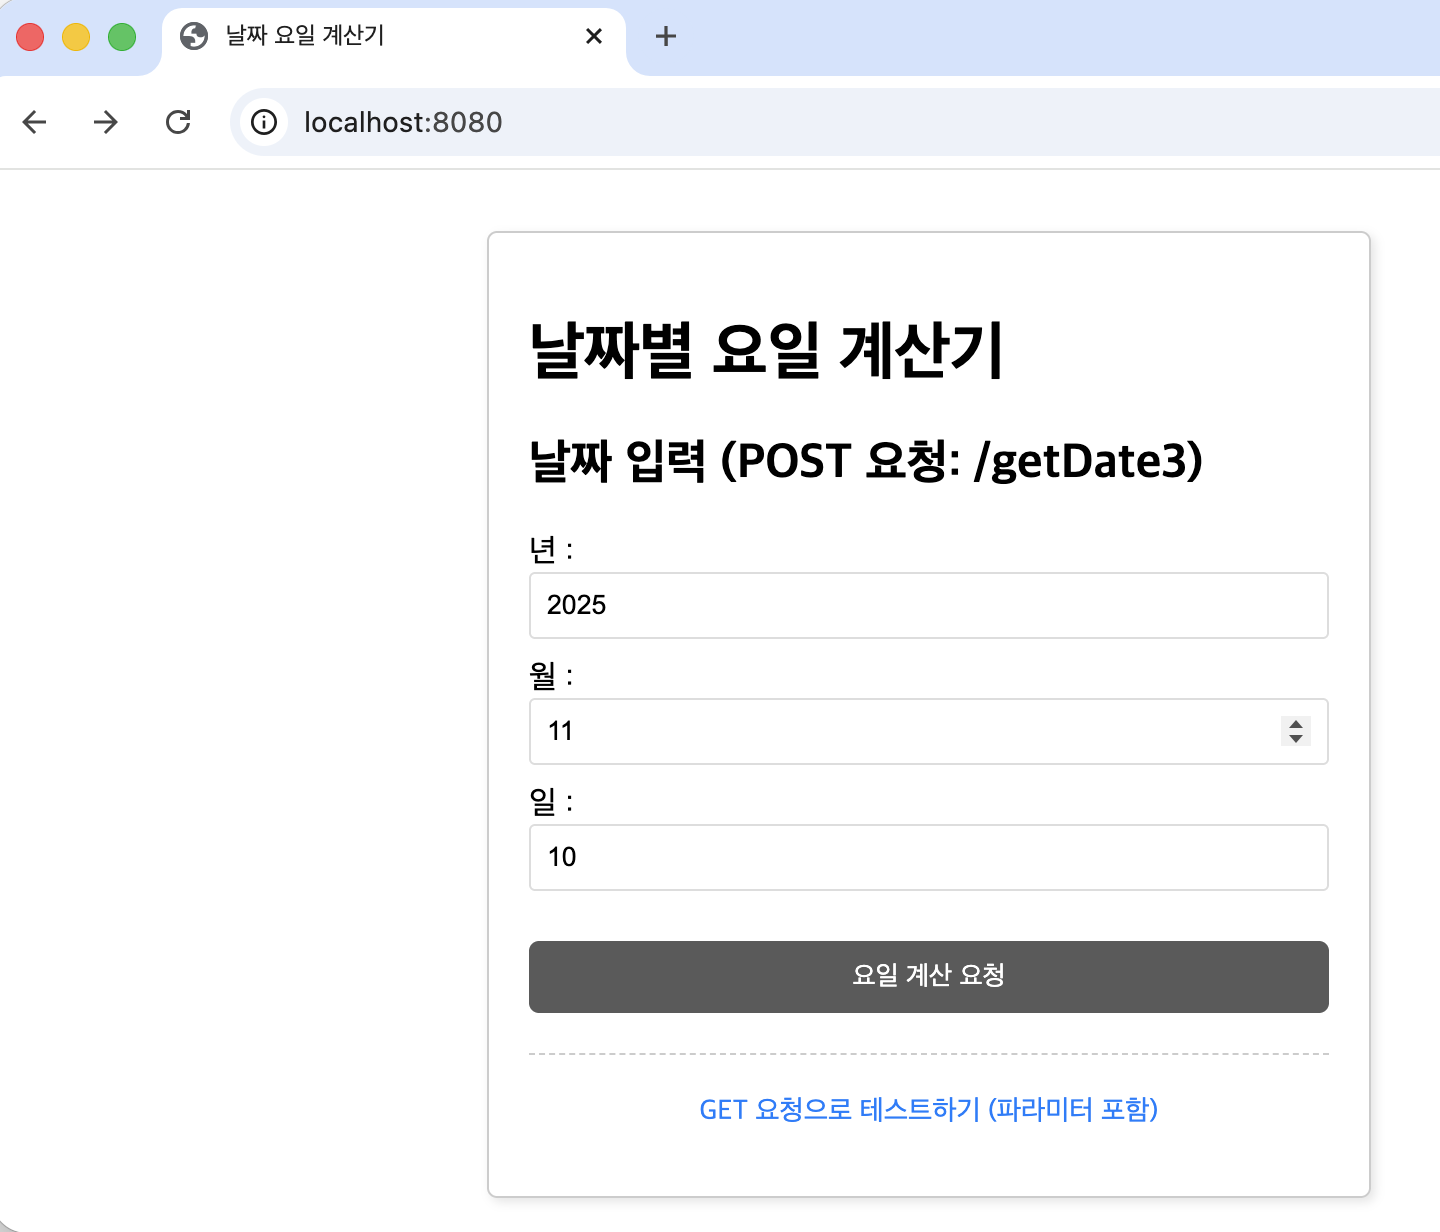 날짜 요일 계산기
localhost:8080
날짜별 요일 계산기
날짜 입력 (POST 요청: /getDate3)
년 :
2025
월 :
11
일 :
10
요일 계산 요청
GET 요청으로 테스트하기 (파라미터 포함)